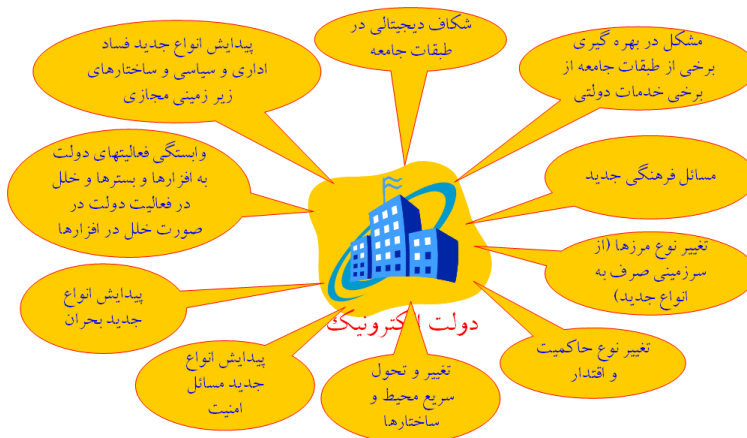 شکاف دیجیتالی در
طبقات جامعه
مشکل در بهره گیری
برخی از طبقات جامعه از
برخی خدمات دولتی
پیدایش انواع جدید فساد
اداری و سیاسی و ساختارهای
زیر زمینی مجازی
وابستگی فعالیتهای دولت
به افزارها و بسترها و خلل
در فعالیت دولت در
صورت خلل در افزارها
مسائل فرهنگی جدید
تغییر نوع مرزها (از
سرزمینی صرف به
انواع جدید)
پیدایش انواع
جدید بحران
دولت الکترونیک
تغییر نوع حاکمیت
و اقتدار
پیدایش انواع
جدید مسائل
امنیت
تغییر و تحول
سریع محیط و
ساختارها